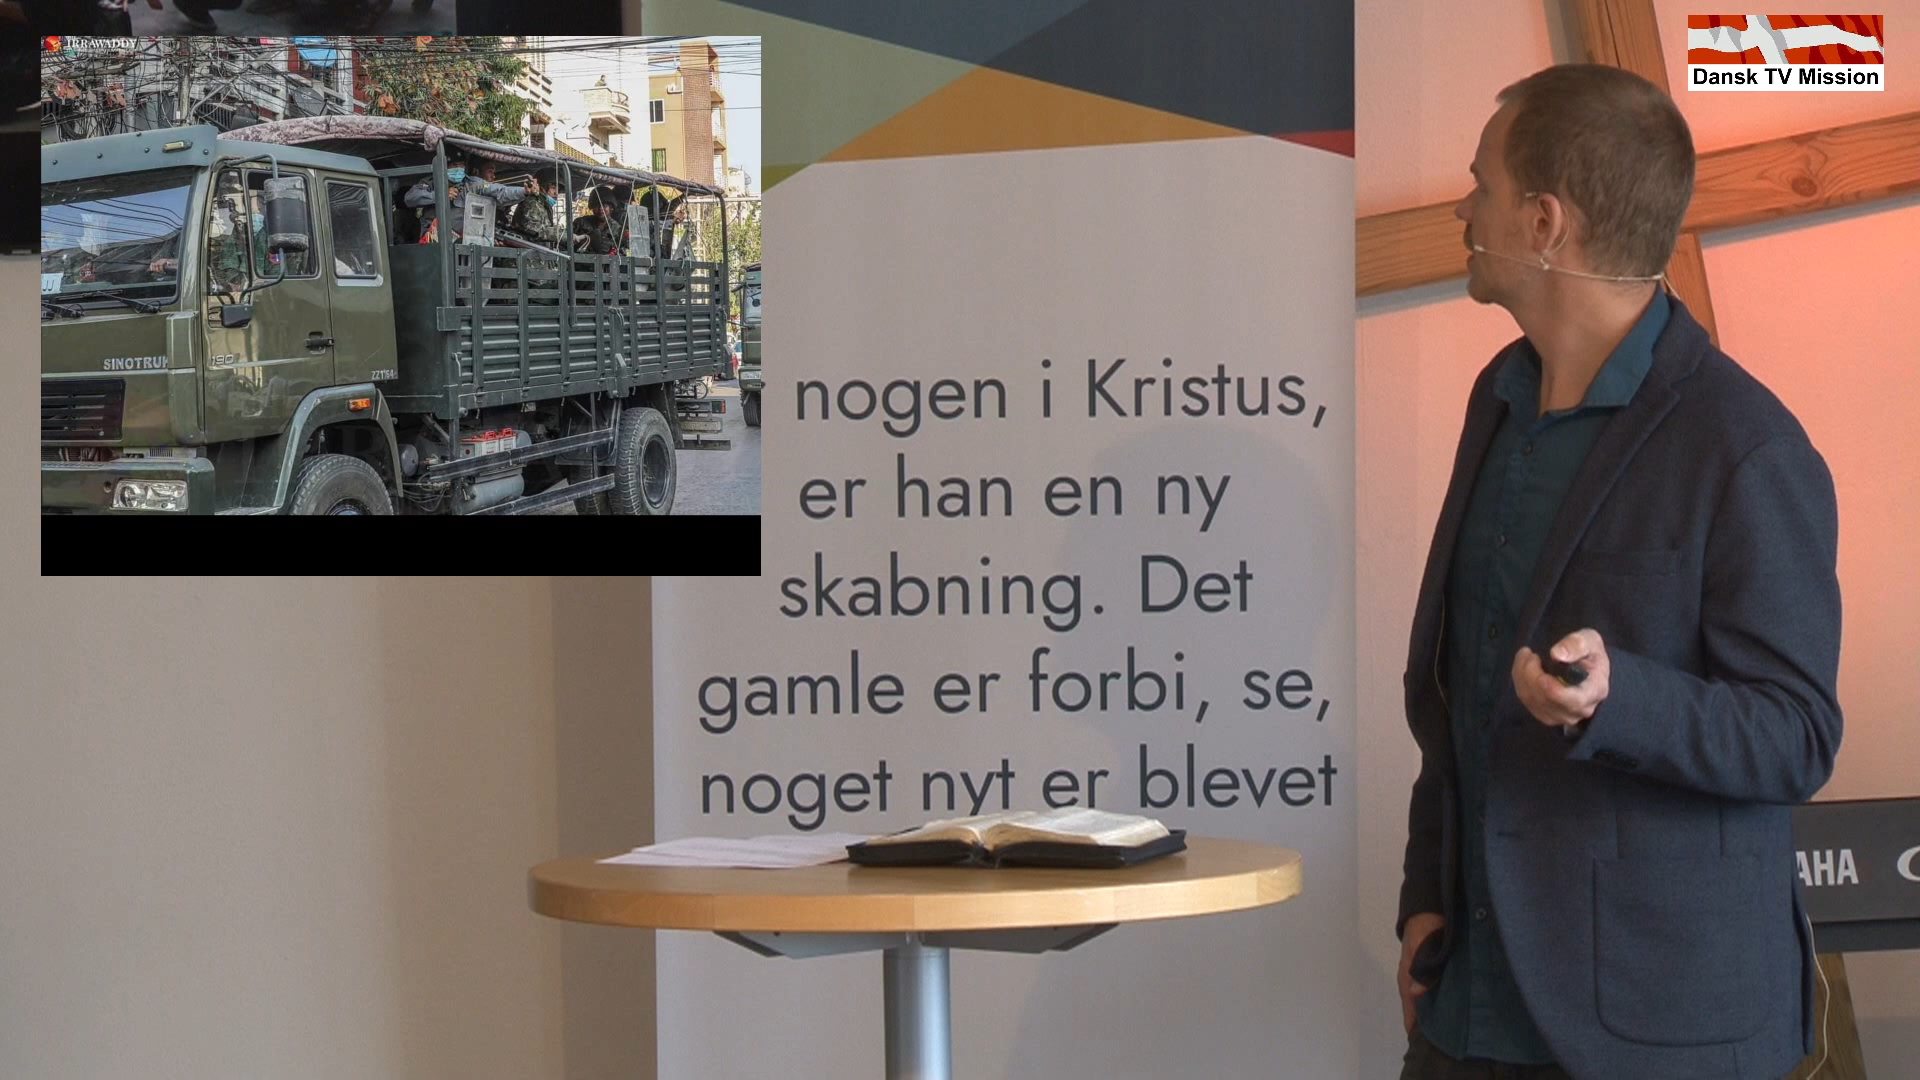 IRRAWADDY
Dansk TV Mission
SINOTRUK
190
nogen i Kristus,
er han en ny
skabning. Det
gamle er forbi, se,
noget nyt er blevet
AHA